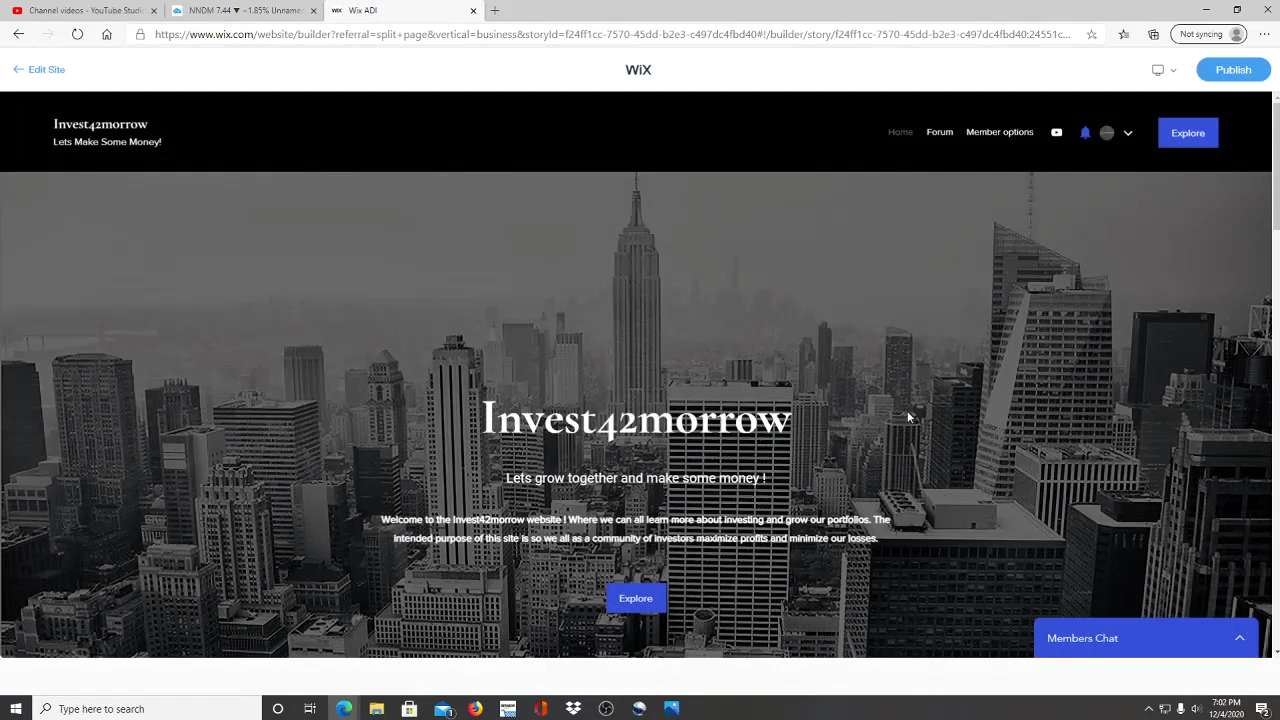 Channel videos - YouTube Studio
NNDM 7.44 ▼ −1.85% Unnamed
WiX Wix ADI
https://www.wix.com/website/builder?referral=split+page&vertical=business&storyId=f24ff1cc-7570-45dd-b2e3-c497dc4fbd40#!/builder/story/f24ff1cc-7570-45dd-b2e3-c497dc4fbd40:24551c...
Not syncing
Edit Site
WiX
Publish
Invest42morrow
Lets Make Some Money!
Home Forum Member options
Explore
Invest42morrow
Lets grow together and make some money !
Welcome to the Invest42morrow website ! Where we can all learn more about investing and grow our portfolios. The
intended purpose of this site is so we all as a community of investors maximize profits and minimize our losses.
Explore
Members Chat
Type here to search
7:02 PM
12/4/2020